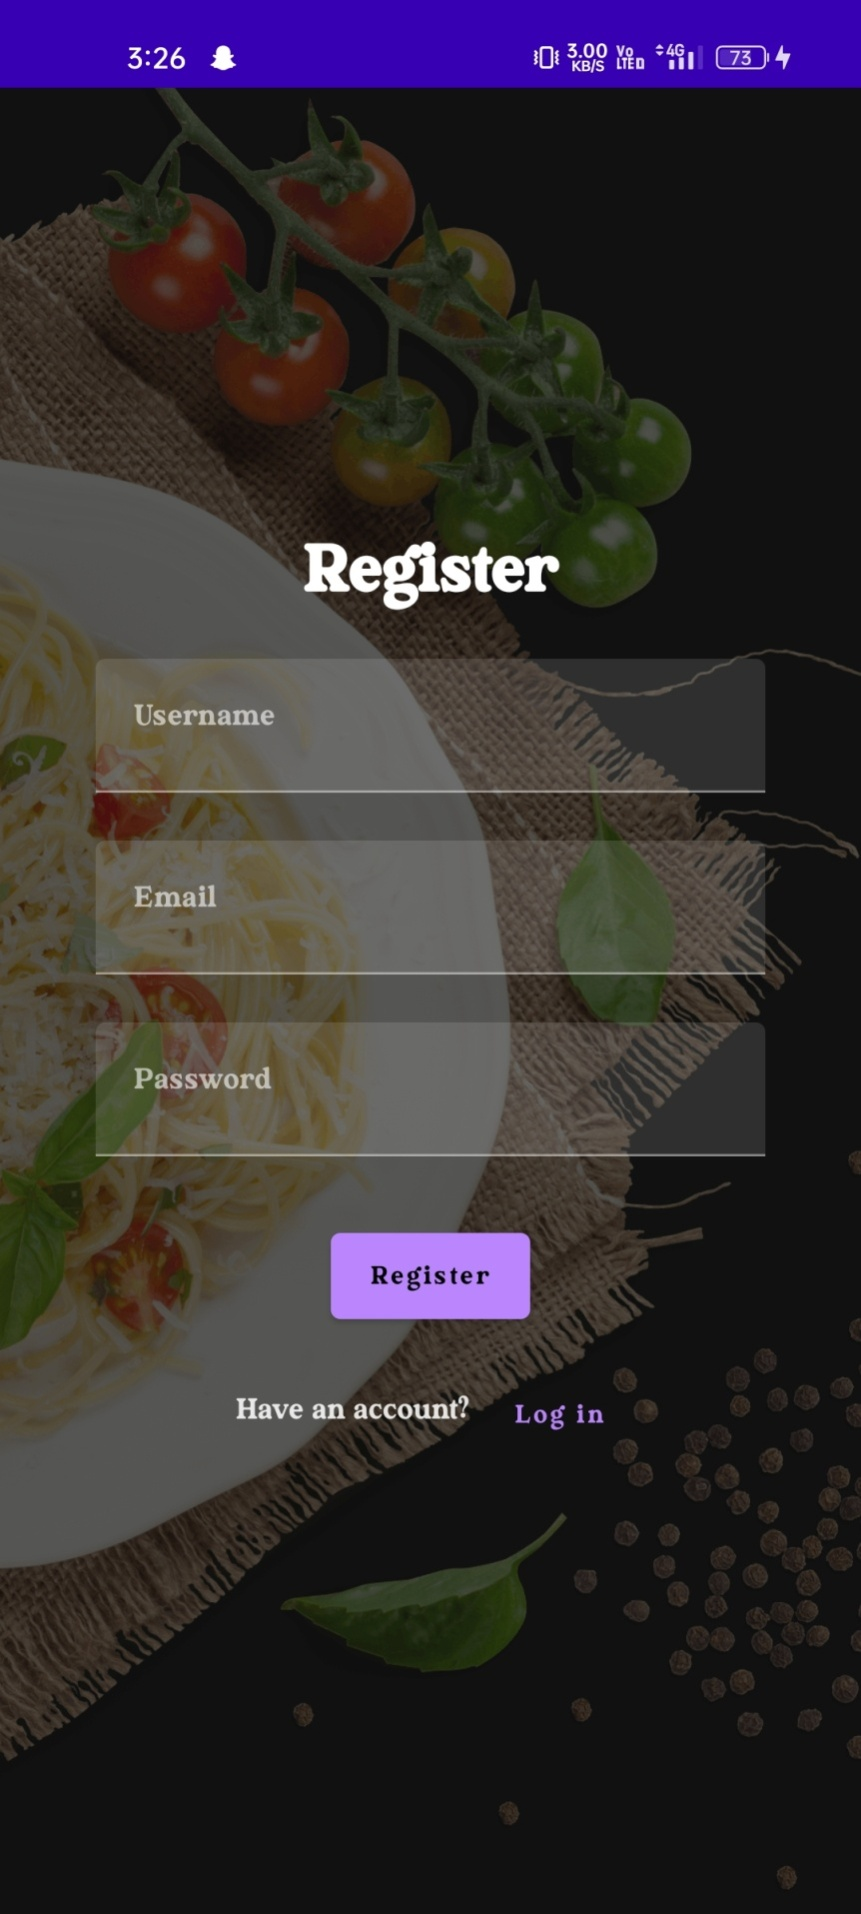 3:26 3.00 KB/S Vo LTE D 4G 73
Register
Username
Email
Password
Register
Have an account? Log in